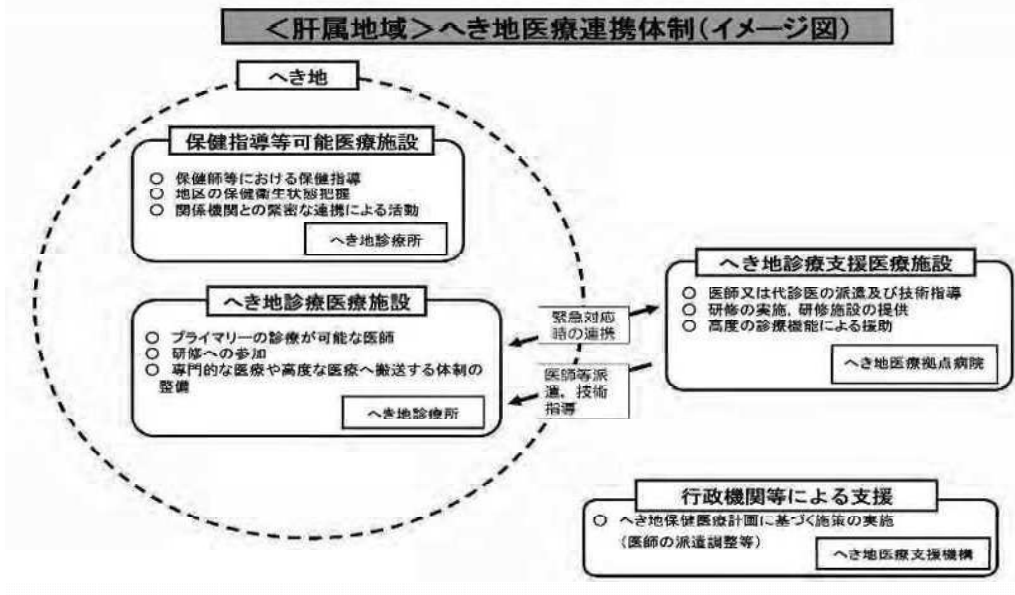 ＜肝属地域＞へき地医療連携体制（イメージ図）
へき地
保健指導等可能医療施設
○ 保健師等における保健指導
○ 地区の保健衛生状態把握
○ 関係機関との緊密な連携による活動
へき地診療所
へき地診療医療施設
○ プライマリーの診療が可能な医師
○ 研修への参加
○ 専門的な医療や高度な医療へ搬送する体制の
整備
へき地診療所
緊急対応
時の連携
医師等派
遣，技術
指導
へき地診療支援医療施設
○ 医師又は代診医の派遣及び技術指導
○ 研修の実施，研修施設の提供
○ 高度の診療機能による援助
へき地医療拠点病院
行政機関等による支援
○ へき地保健医療計画に基づく施策の実施
（医師の派遣調整等）
へき地医療支援機構